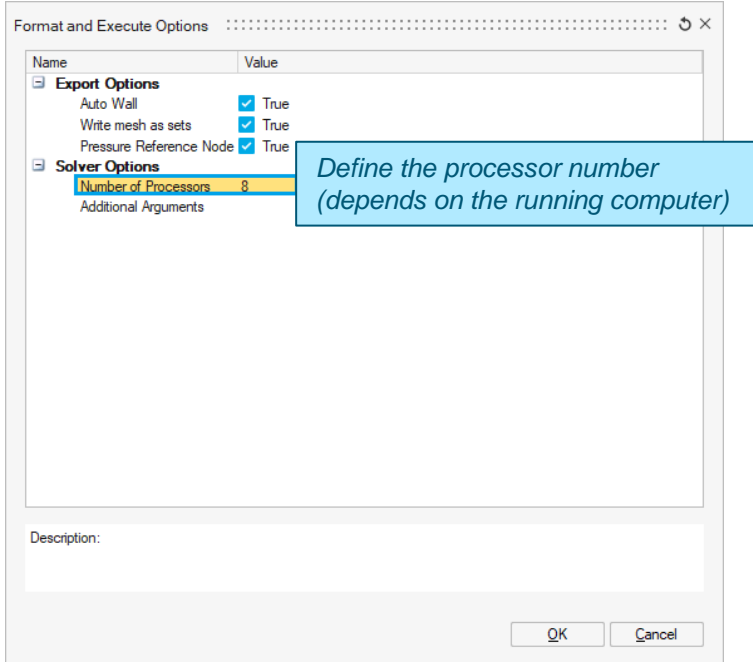 Format and Execute Options
Name Value
Export Options
Auto Wall True
Write mesh as sets True
Pressure Reference Node True
Solver Options
Number of Processors 8
Additional Arguments
Define the processor number
(depends on the running computer)
Description:
OK Cancel